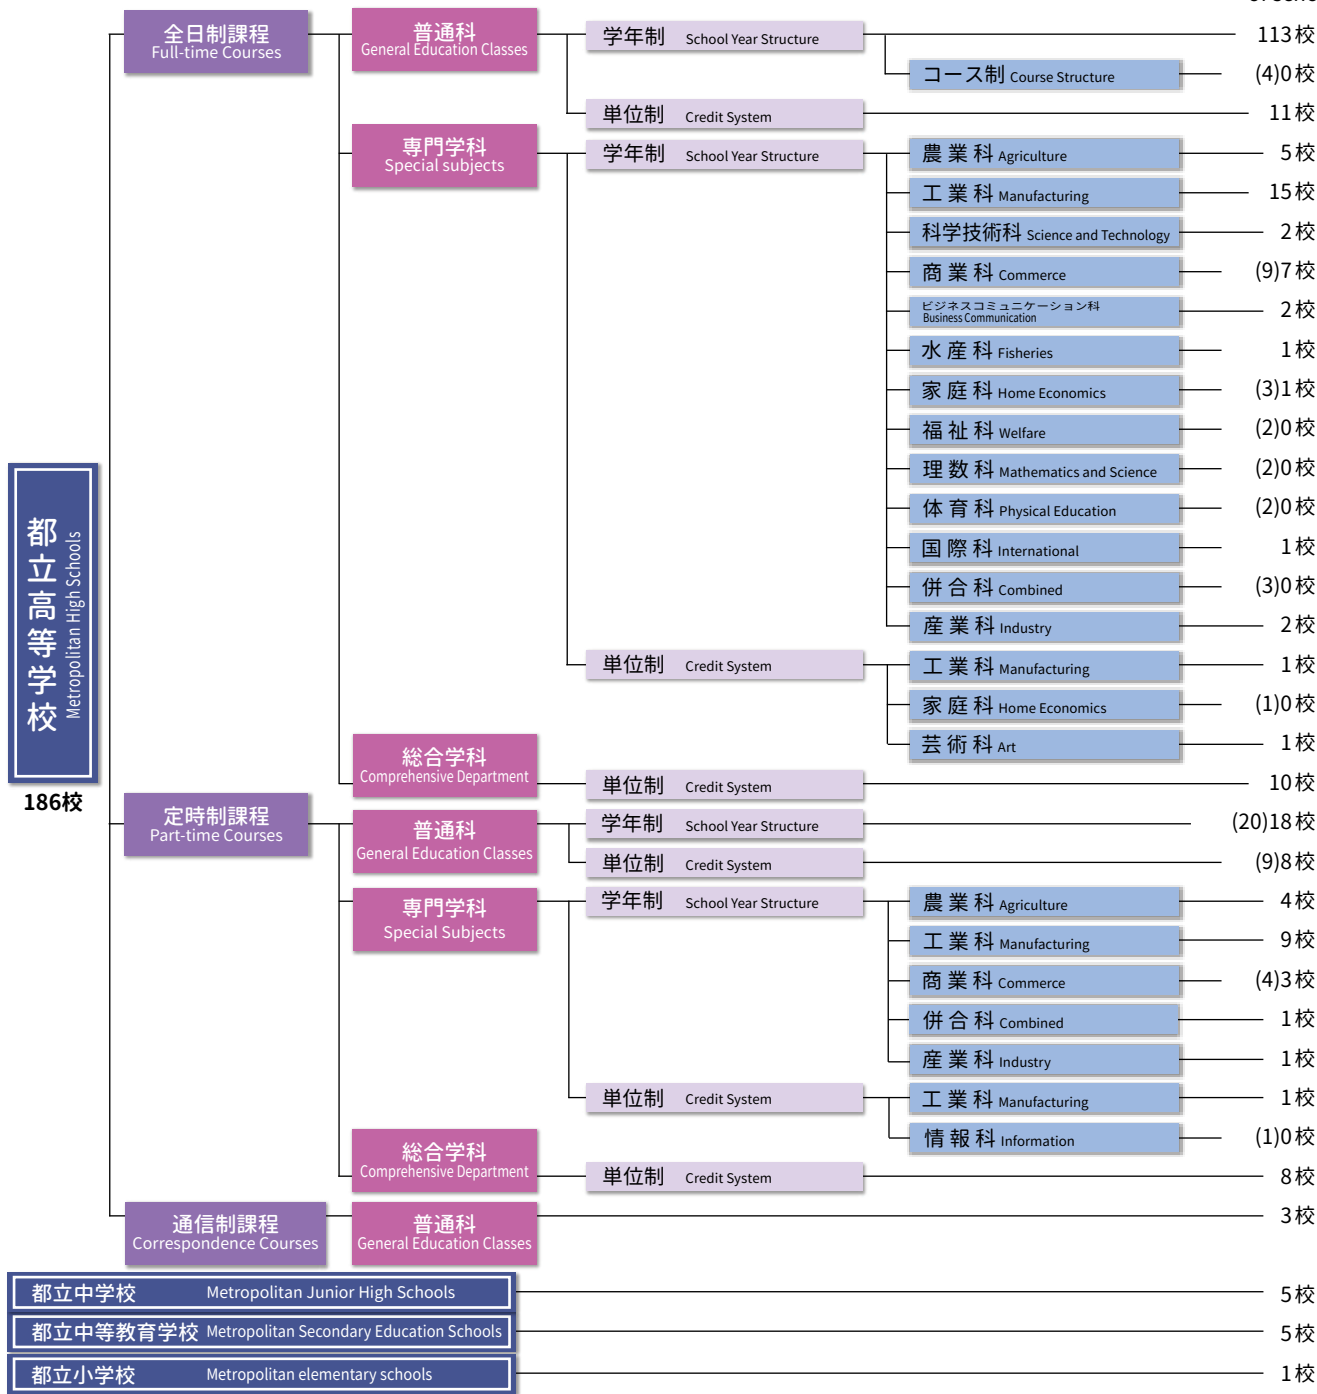 全日制課程
Full-time Courses
普通科
General Education Classes
学年制 School Year Structure
113校
コース制 Course Structure
(4)0校
単位制 Credit System
11校
専門学科
Special subjects
学年制 School Year Structure
農業科 Agriculture
5校
工業科 Manufacturing
15校
科学技術科 Science and Technology
2校
商業科 Commerce
(9)7校
ビジネスコミュニケーション科
Business Communication
2校
水産科 Fisheries
1校
家庭科 Home Economics
(3)1校
福祉科 Welfare
(2)0校
理数科 Mathematics and Science
(2)0校
体育科 Physical Education
(2)0校
国際科 International
1校
併合科 Combined
(3)0校
産業科 Industry
2校
単位制 Credit System
工業科 Manufacturing
1校
家庭科 Home Economics
(1)0校
芸術科 Art
1校
総合学科
Comprehensive Department
単位制 Credit System
10校
都立高等学校
Metropolitan High Schools
186校
定時制課程
Part-time Courses
普通科
General Education Classes
学年制 School Year Structure
(20)18校
単位制 Credit System
(9)8校
専門学科
Special Subjects
学年制 School Year Structure
農業科 Agriculture
4校
工業科 Manufacturing
9校
商業科 Commerce
(4)3校
併合科 Combined
1校
産業科 Industry
1校
単位制 Credit System
工業科 Manufacturing
1校
情報科 Information
(1)0校
総合学科
Comprehensive Department
単位制 Credit System
8校
通信制課程
Correspondence Courses
普通科
General Education Classes
3校
都立中学校 Metropolitan Junior High Schools
5校
都立中等教育学校 Metropolitan Secondary Education Schools
5校
都立小学校 Metropolitan elementary schools
1校